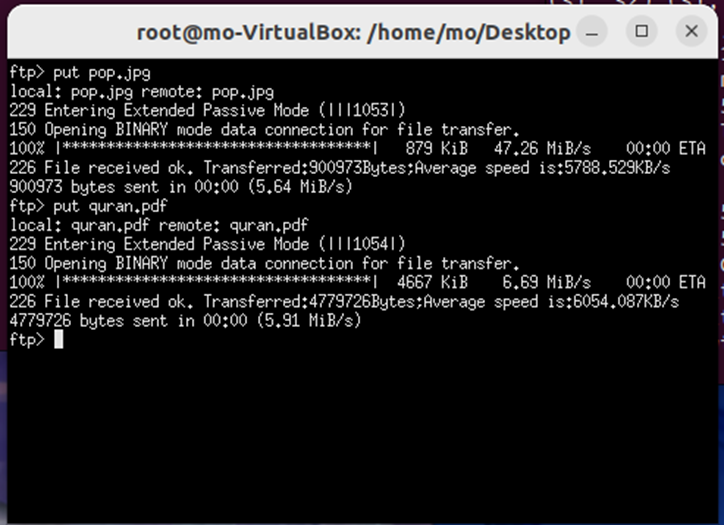 root@mo-VirtualBox: /home/mo/Desktop
ftp> put pop.jpg
local: pop.jpg remote: pop.jpg
229 Entering Extended Passive Mode (|||1053|)
150 Opening BINARY mode data connection for file transfer.
100% |***********************************| 879 KiB 47.26 MiB/s 00:00 ETA
226 File received ok. Transferred:900973Bytes;Average speed is:5788.529KB/s
900973 bytes sent in 00:00 (5.64 MiB/s)
ftp> put quran.pdf
local: quran.pdf remote: quran.pdf
229 Entering Extended Passive Mode (|||1054|)
150 Opening BINARY mode data connection for file transfer.
100% |***********************************| 4667 KiB 6.69 MiB/s 00:00 ETA
226 File received ok. Transferred:4779726Bytes;Average speed is:6054.087KB/s
4779726 bytes sent in 00:00 (5.91 MiB/s)
ftp>